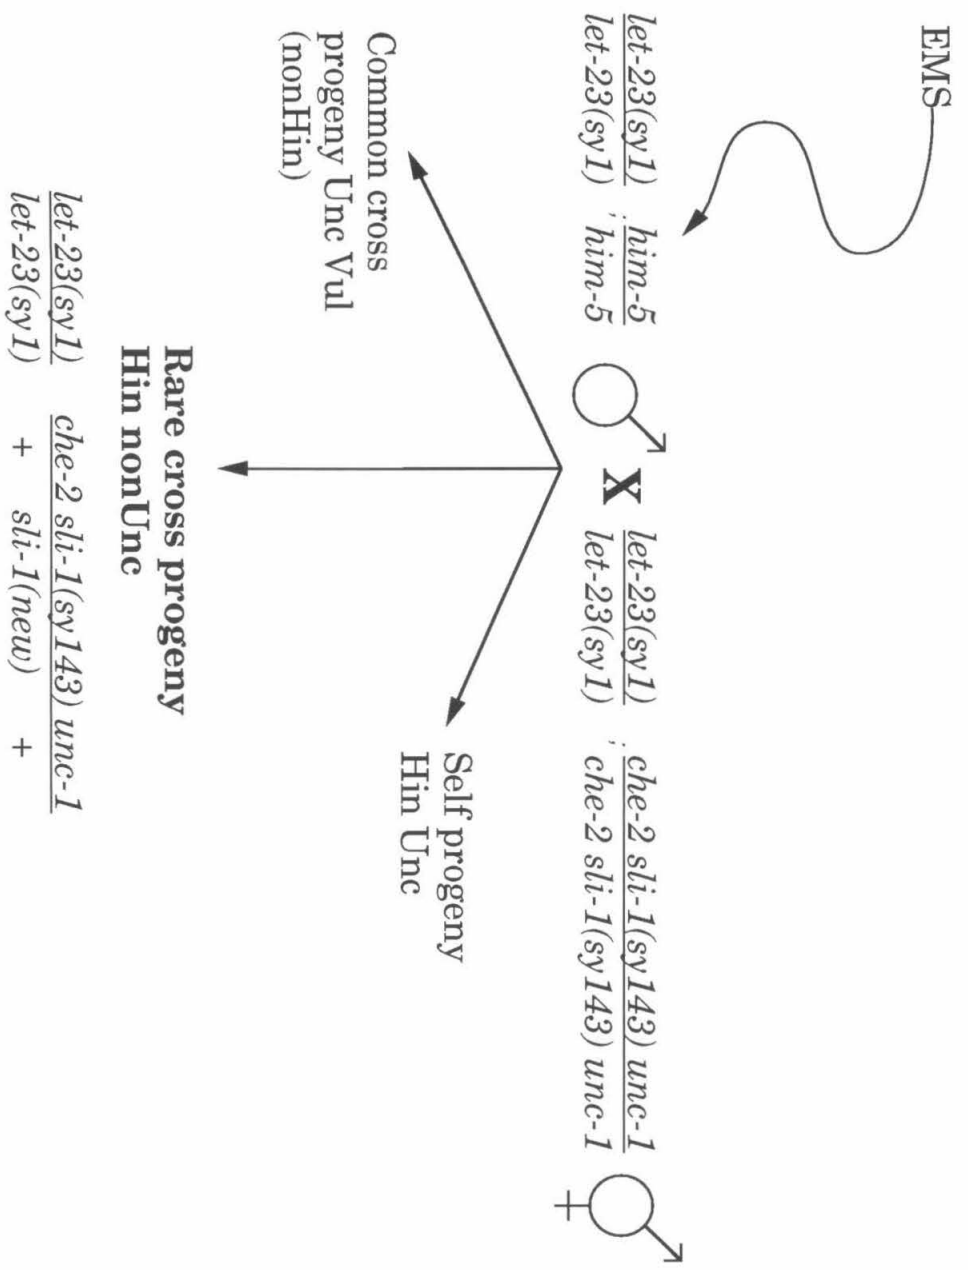 EMS
let-23(sy1) ; him-5 X let-23(sy1) ; che-2 sli-1(sy143) unc-1
let-23(sy1) him-5 let-23(sy1) che-2 sli-1(sy143) unc-1
Common cross
progeny Unc Vul
(nonHin)
Self progeny
Hin Unc
Rare cross progeny
Hin nonUnc
let-23(sy1) che-2 sli-1(sy143) unc-1
let-23(sy1) + sli-1(new) +